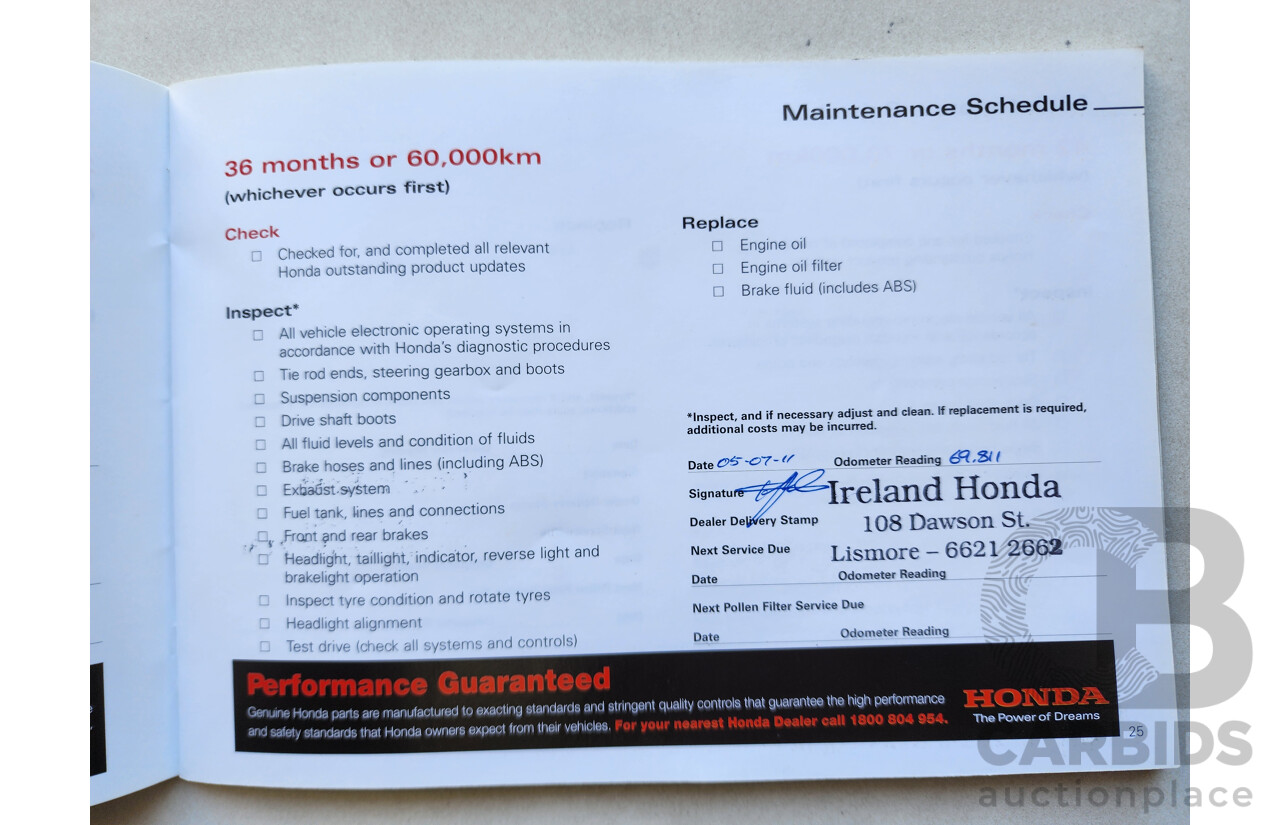 Maintenance Schedule
36 months or 60,000km
(whichever occurs first)
Check
Checked for, and completed all relevant
Honda outstanding product updates
Inspect*
All vehicle electronic operating systems in
accordance with Honda's diagnostic procedures
Tie rod ends, steering gearbox and boots
Suspension components
Drive shaft boots
All fluid levels and condition of fluids
Brake hoses and lines (including ABS)
Exhaust system
Fuel tank, lines and connections
Front and rear brakes
Headlight, taillight, indicator, reverse light and
brakelight operation
Inspect tyre condition and rotate tyres
Headlight alignment
Test drive (check all systems and controls)
Replace
Engine oil
Engine oil filter
Brake fluid (includes ABS)
*Inspect, and if necessary adjust and clean. If replacement is required,
additional costs may be incurred.
Date 05-07-11 Odometer Reading 69.811
Signature Ireland Honda
Dealer Delivery Stamp 108 Dawson St.
Next Service Due Lismore – 6621 2662
Date Odometer Reading
Next Pollen Filter Service Due
Date Odometer Reading
Performance Guaranteed
Genuine Honda parts are manufactured to exacting standards and stringent quality controls that guarantee the high performance
and safety standards that Honda owners expect from their vehicles. For your nearest Honda Dealer call 1800 804 954.
HONDA
The Power of Dreams
25
CARBIDS
auctionplace